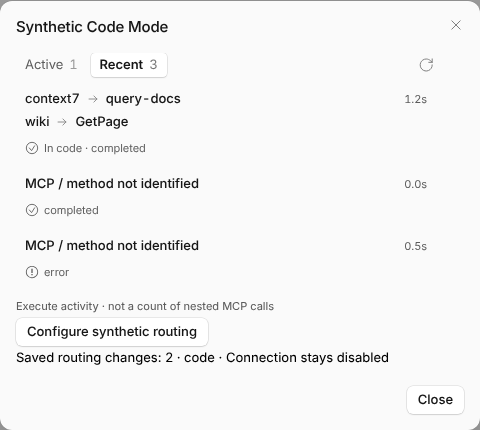 Synthetic Code Mode
Active 1 Recent 3
context7 → query-docs 1.2s
wiki → GetPage
In code · completed
MCP / method not identified 0.0s
completed
MCP / method not identified 0.5s
error
Execute activity · not a count of nested MCP calls
Configure synthetic routing
Saved routing changes: 2 · code · Connection stays disabled
Close